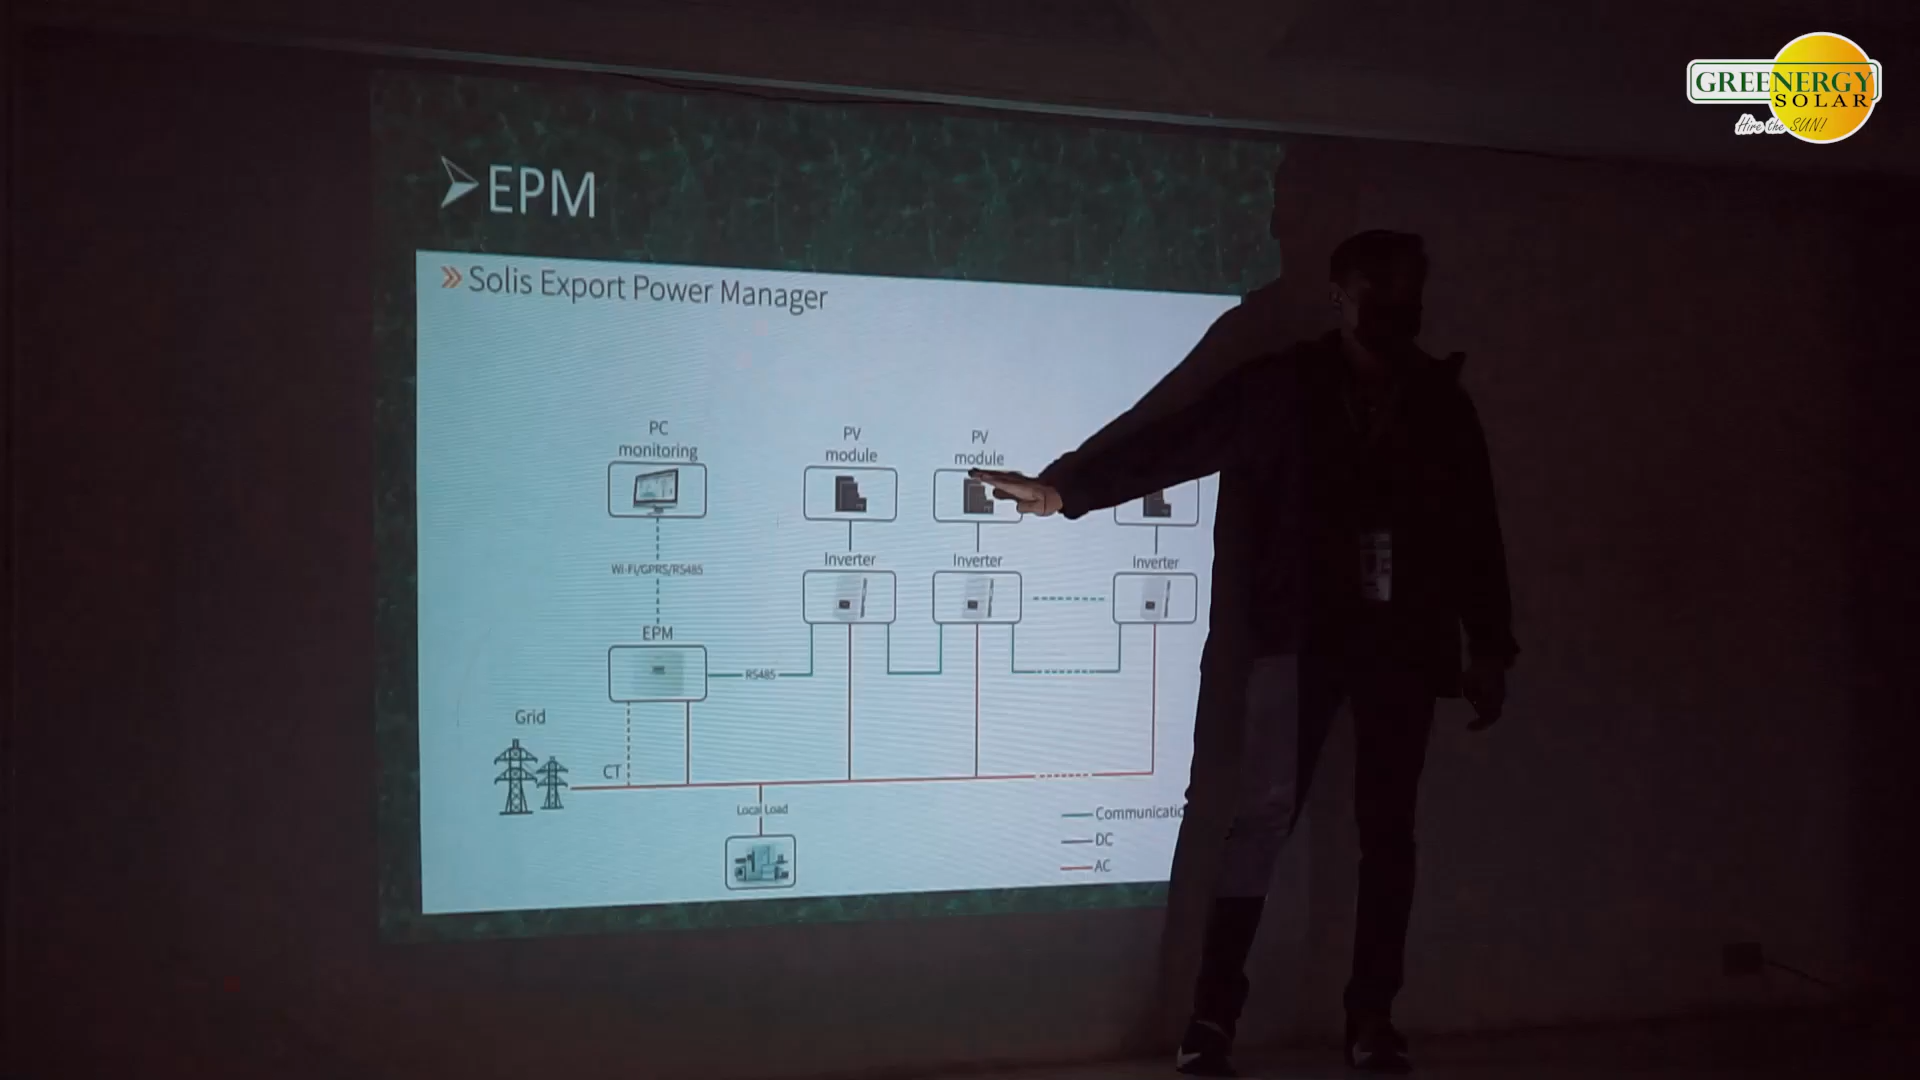 GREENERGY
SOLAR
Hire the SUN!
EPM
Solis Export Power Manager
PC
monitoring
PV
module
PV
module
Wi-Fi/GPRS/RS485
Inverter
Inverter
Inverter
EPM
RS485
Grid
CT
Local Load
Communicatio
DC
AC